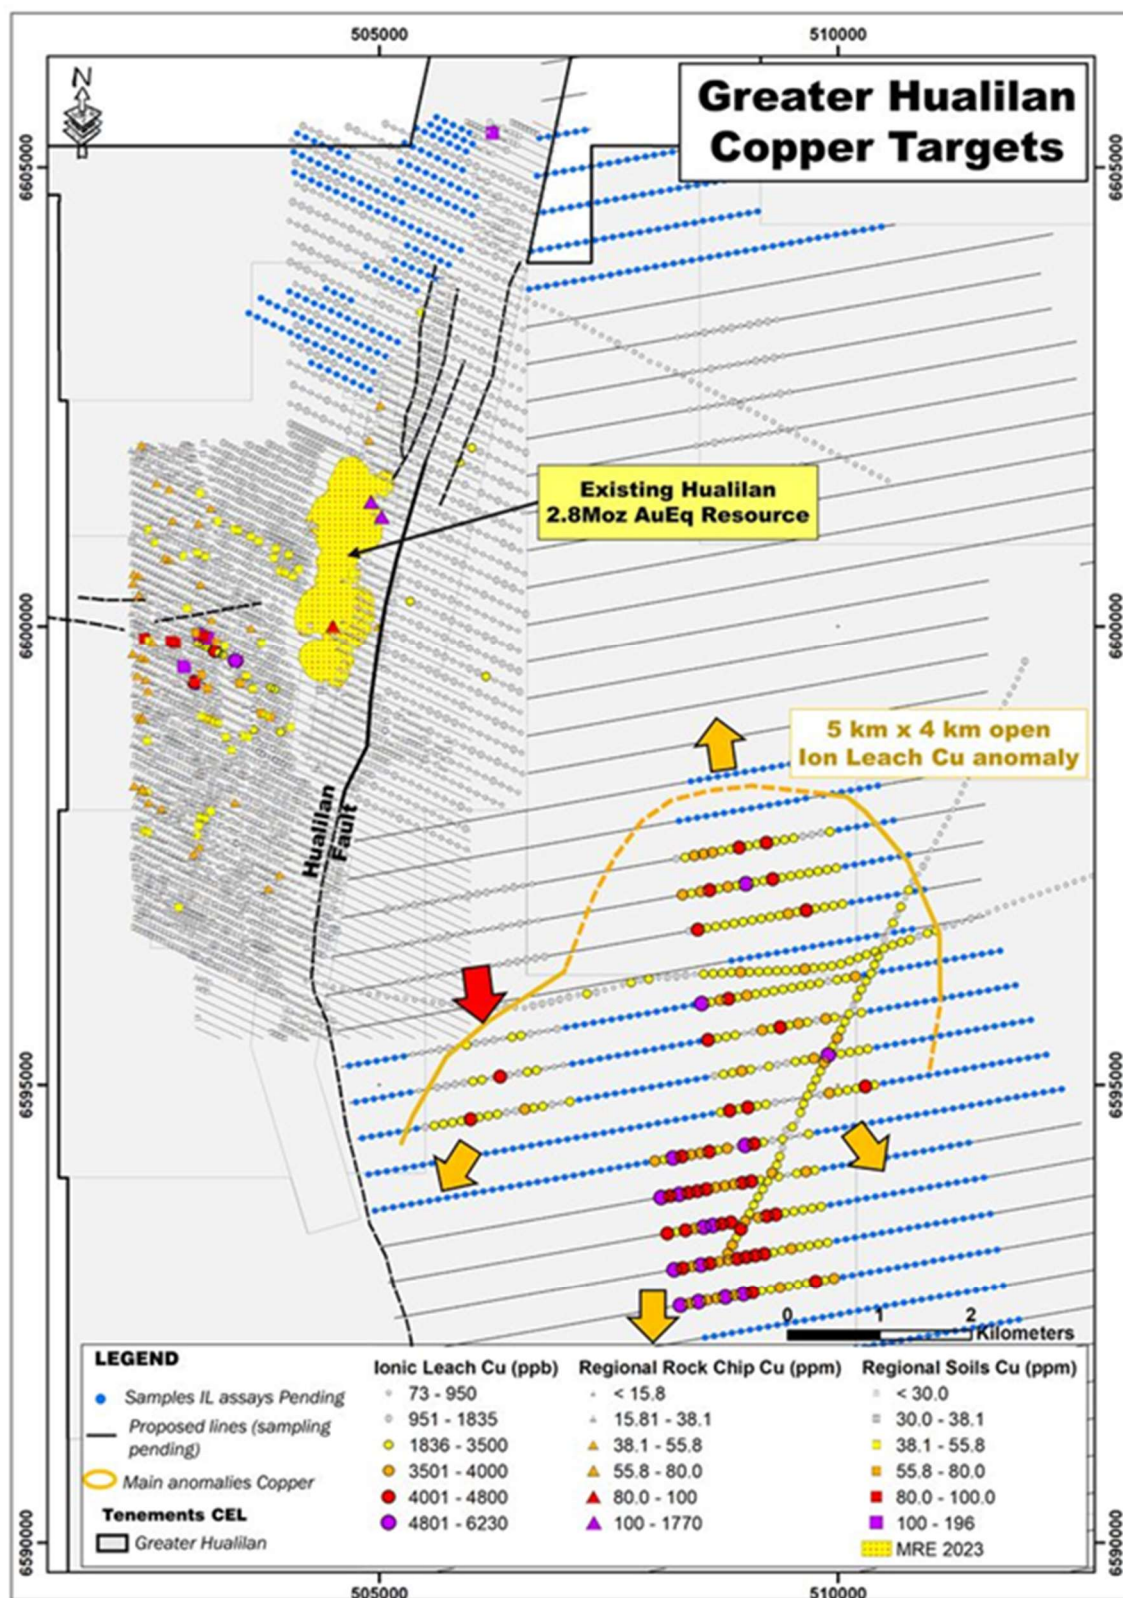 505000
510000
N
Greater Hualilan
Copper Targets
6605000
6605000
Existing Hualilan
2.8Moz AuEq Resource
6600000
6600000
5 km x 4 km open
Ion Leach Cu anomaly
Hualilan
Fault
6595000
6595000
0 1 2
Kilometers
LEGEND
Samples IL assays Pending
Proposed lines (sampling
pending)
Main anomalies Copper
Tenements CEL
Greater Hualilan
Ionic Leach Cu (ppb)
73 - 950
951 - 1835
1836 - 3500
3501 - 4000
4001 - 4800
4801 - 6230
Regional Rock Chip Cu (ppm)
< 15.8
15.81 - 38.1
38.1 - 55.8
55.8 - 80.0
80.0 - 100
100 - 1770
Regional Soils Cu (ppm)
< 30.0
30.0 - 38.1
38.1 - 55.8
55.8 - 80.0
80.0 - 100.0
100 - 196
MRE 2023
6590000
6590000
505000
510000